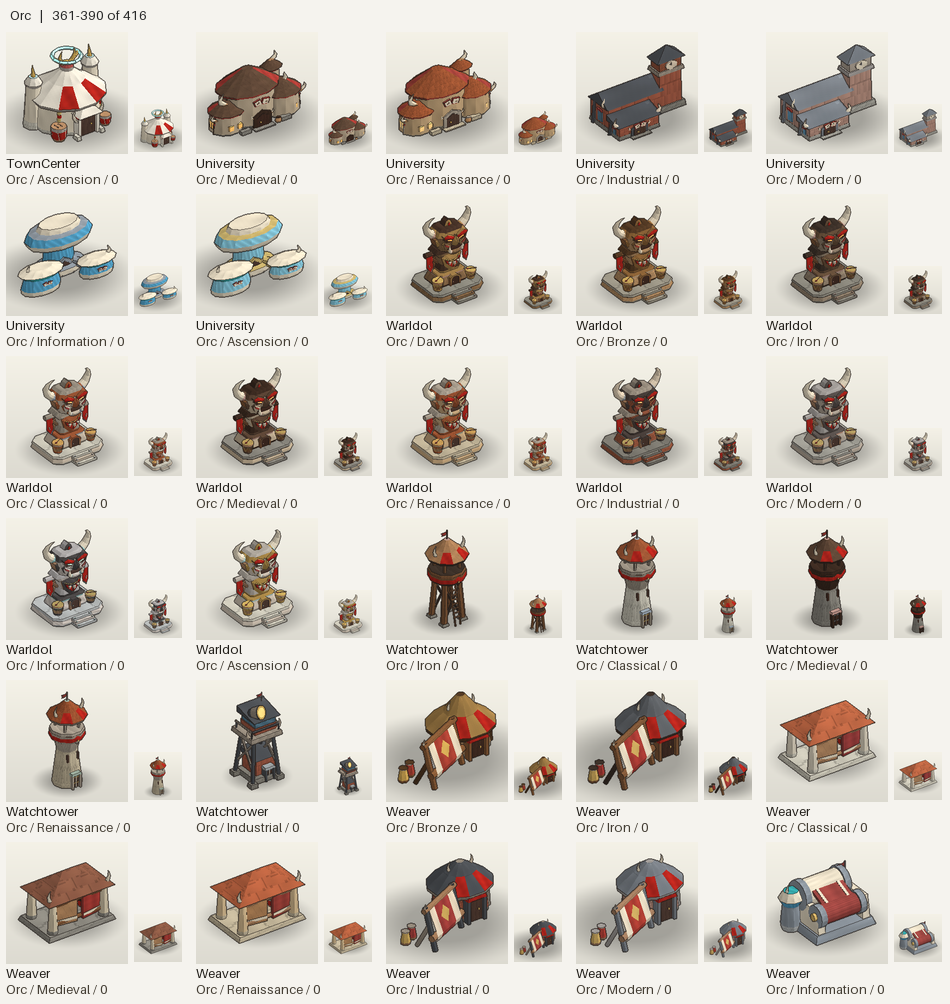 Orc | 361-390 of 416
TownCenter
Orc / Ascension / 0
University
Orc / Medieval / 0
University
Orc / Renaissance / 0
University
Orc / Industrial / 0
University
Orc / Modern / 0
University
Orc / Information / 0
University
Orc / Ascension / 0
WarIdol
Orc / Dawn / 0
WarIdol
Orc / Bronze / 0
WarIdol
Orc / Iron / 0
WarIdol
Orc / Classical / 0
WarIdol
Orc / Medieval / 0
WarIdol
Orc / Renaissance / 0
WarIdol
Orc / Industrial / 0
WarIdol
Orc / Modern / 0
WarIdol
Orc / Information / 0
WarIdol
Orc / Ascension / 0
Watchtower
Orc / Iron / 0
Watchtower
Orc / Classical / 0
Watchtower
Orc / Medieval / 0
Watchtower
Orc / Renaissance / 0
Watchtower
Orc / Industrial / 0
Weaver
Orc / Bronze / 0
Weaver
Orc / Iron / 0
Weaver
Orc / Classical / 0
Weaver
Orc / Medieval / 0
Weaver
Orc / Renaissance / 0
Weaver
Orc / Industrial / 0
Weaver
Orc / Modern / 0
Weaver
Orc / Information / 0